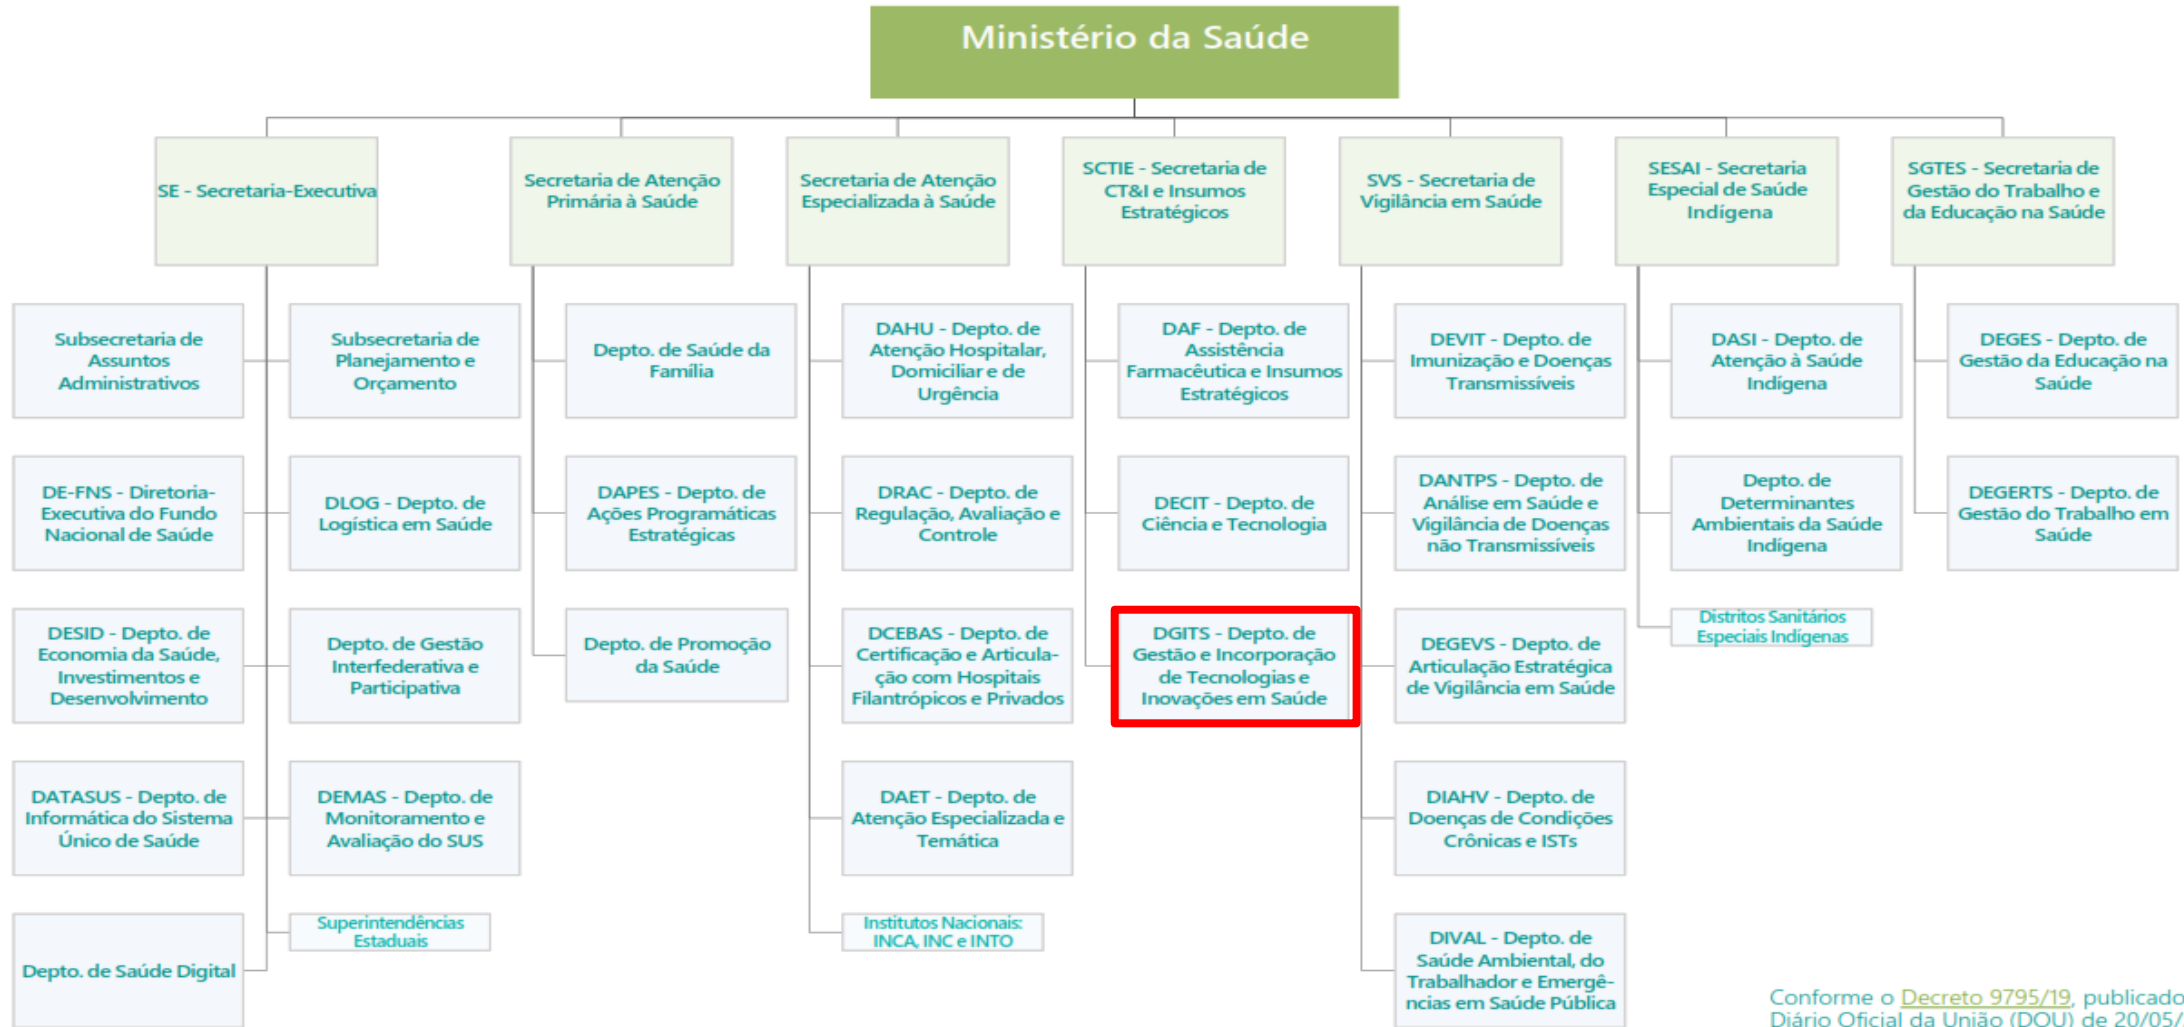 Ministério da Saúde
SE - Secretaria-Executiva
Secretaria de Atenção
Primária à Saúde
Secretaria de Atenção
Especializada à Saúde
SCTIE - Secretaria de
CT&I e Insumos
Estratégicos
SVS - Secretaria de
Vigilância em Saúde
SESAI - Secretaria
Especial de Saúde
Indígena
SGTES - Secretaria de
Gestão do Trabalho e
da Educação na Saúde
Subsecretaria de
Assuntos
Administrativos
Subsecretaria de
Planejamento e
Orçamento
Depto. de Saúde da
Família
DAHU - Depto. de
Atenção Hospitalar,
Domiciliar e de
Urgência
DAF - Depto. de
Assistência
Farmacêutica e Insumos
Estratégicos
DEVIT - Depto. de
Imunização e Doenças
Transmissíveis
DASI - Depto. de
Atenção à Saúde
Indígena
DEGES - Depto. de
Gestão da Educação na
Saúde
DE-FNS - Diretoria-
Executiva do Fundo
Nacional de Saúde
DLOG - Depto. de
Logística em Saúde
DAPES - Depto. de
Ações Programáticas
Estratégicas
DRAC - Depto. de
Regulação, Avaliação e
Controle
DECIT - Depto. de
Ciência e Tecnologia
DANTPS - Depto. de
Análise em Saúde e
Vigilância de Doenças
não Transmissíveis
Depto. de
Determinantes
Ambientais da Saúde
Indígena
DEGERTS - Depto. de
Gestão do Trabalho em
Saúde
DESID - Depto. de
Economia da Saúde,
Investimentos e
Desenvolvimento
Depto. de Gestão
Interfederativa e
Participativa
Depto. de Promoção
da Saúde
DCEBAS - Depto. de
Certificação e Articula-
ção com Hospitais
Filantrópicos e Privados
DGITS - Depto. de
Gestão e Incorporação
de Tecnologias e
Inovações em Saúde
DEGEVS - Depto. de
Articulação Estratégica
de Vigilância em Saúde
Distritos Sanitários
Especiais Indígenas
DATASUS - Depto. de
Informática do Sistema
Único de Saúde
DEMAS - Depto. de
Monitoramento e
Avaliação do SUS
DAET - Depto. de
Atenção Especializada e
Temática
DIAHV - Depto. de
Doenças de Condições
Crônicas e ISTs
Depto. de Saúde Digital
Superintendências
Estaduais
Institutos Nacionais:
INCA, INC e INTO
DIVAL - Depto. de
Saúde Ambiental, do
Trabalhador e Emergê-
ncias em Saúde Pública
Conforme o Decreto 9795/19, publicado
Diário Oficial da União (DOU) de 20/05/